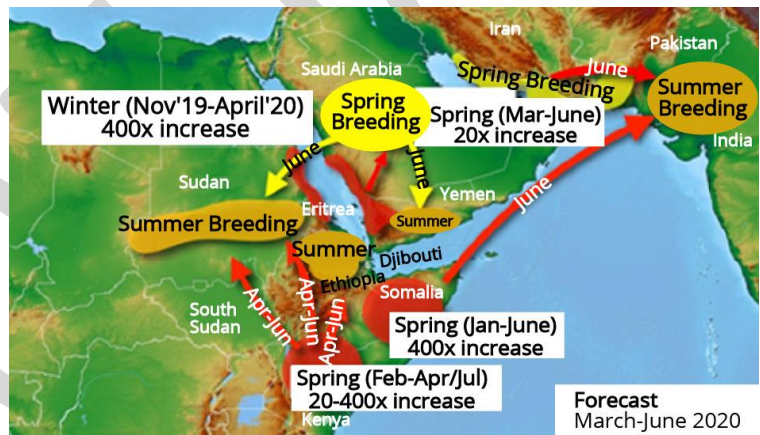 Iran
Pakistan
Saudi Arabia
Spring Breeding
June
Summer
Breeding
Winter (Nov'19-April'20)
400x increase
Spring
Breeding
Spring (Mar-June)
20x increase
India
June
June
Sudan
Yemen
Eritrea
Summer Breeding
Summer
June
Summer
Djibouti
Ethiopia
Somalia
South
Sudan
Apr-Jun
Apr-Jun
Apr-Jun
Spring (Jan-June)
400x increase
Spring (Feb-Apr/Jul)
20-400x increase
Kenya
Forecast
March-June 2020